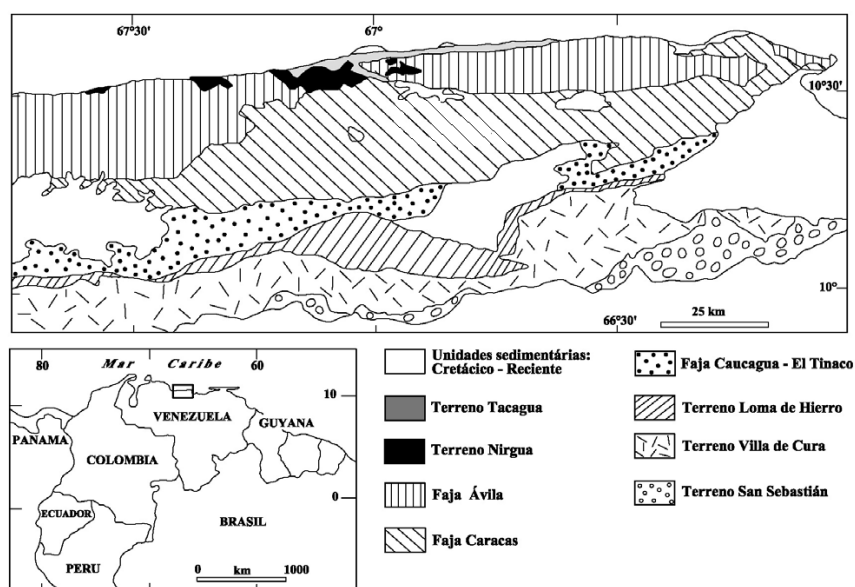 67°30'
67°
10°30'
10°
66°30'
25 km
80
Mar Caribe
60
10
VENEZUELA
GUYANA
PANAMA
COLOMBIA
0
ECUADOR
BRASIL
PERU
0 km 1000
Unidades sedimentárias:
Cretácico - Reciente
Terreno Tacagua
Terreno Nirgua
Faja Ávila
Faja Caracas
Faja Caucagua - El Tinaco
Terreno Loma de Hierro
Terreno Villa de Cura
Terreno San Sebastián